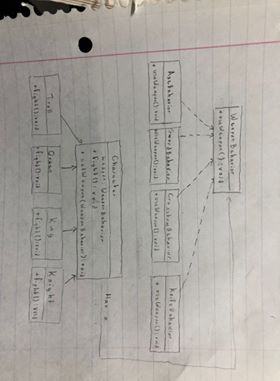 WeaponBehavior
+ useWeapon(): void
AxeBehavior
+ useWeapon(): void
SwordBehavior
+ useWeapon(): void
CrossbowBehavior
+ useWeapon(): void
KnifeBehavior
+ useWeapon(): void
Character
weapon: WeaponBehavior
+ fight(): void
+ setWeapon(WeaponBehavior): void
Has a
Troll
+ fight(): void
Queen
+ fight(): void
King
+ fight(): void
Knight
+ fight(): void